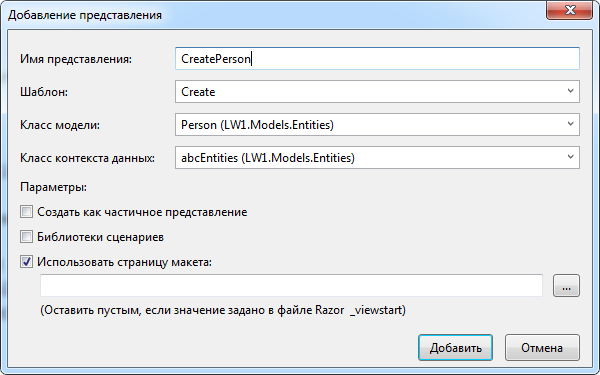 Добавление представления
Имя представления: CreatePerson
Шаблон: Create
Класс модели: Person (LW1.Models.Entities)
Класс контекста данных: abcEntities (LW1.Models.Entities)
Параметры:
Создать как частичное представление
Библиотеки сценариев
Использовать страницу макета:
...
(Оставить пустым, если значение задано в файле Razor _viewstart)
Добавить Отмена